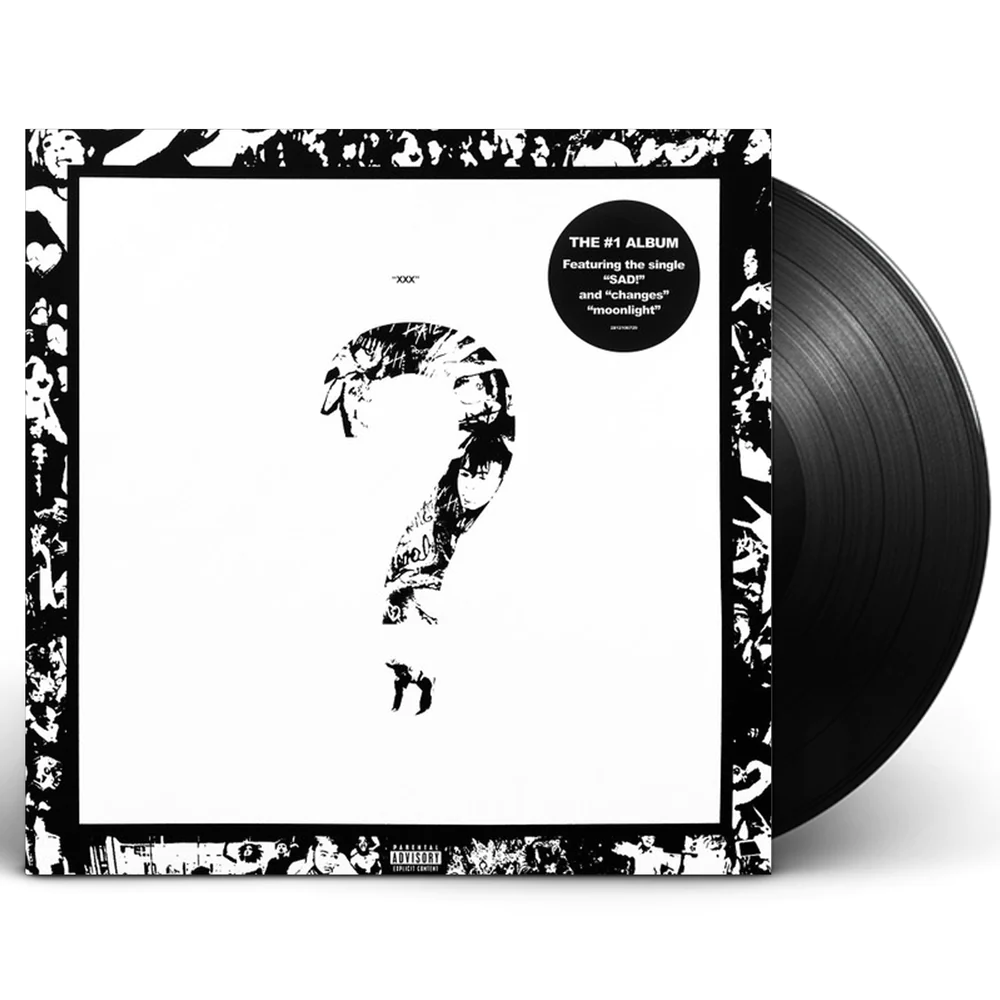 "XXX"
THE #1 ALBUM
Featuring the single
"SAD!"
and "changes"
"moonlight"
PARENTAL
ADVISORY
EXPLICIT CONTENT